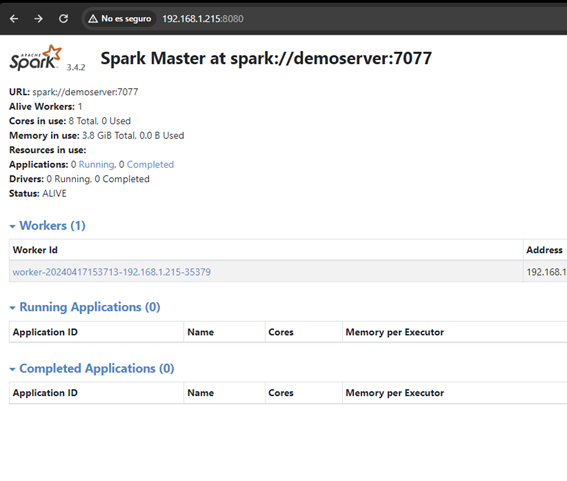 No es seguro 192.168.1.215:8080
APACHE
Spark 3.4.2 Spark Master at spark://demoserver:7077
URL: spark://demoserver:7077
Alive Workers: 1
Cores in use: 8 Total, 0 Used
Memory in use: 3.8 GiB Total, 0.0 B Used
Resources in use:
Applications: 0 Running, 0 Completed
Drivers: 0 Running, 0 Completed
Status: ALIVE
Workers (1)
Worker Id Address
worker-20240417153713-192.168.1.215-35379 192.168.1
Running Applications (0)
Application ID Name Cores Memory per Executor
Completed Applications (0)
Application ID Name Cores Memory per Executor